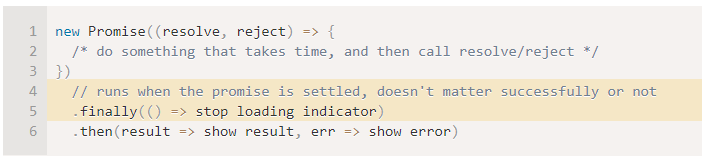 1 new Promise((resolve, reject) => {
2   /* do something that takes time, and then call resolve/reject */
3 })
4   // runs when the promise is settled, doesn't matter successfully or not
5   .finally(() => stop loading indicator)
6   .then(result => show result, err => show error)